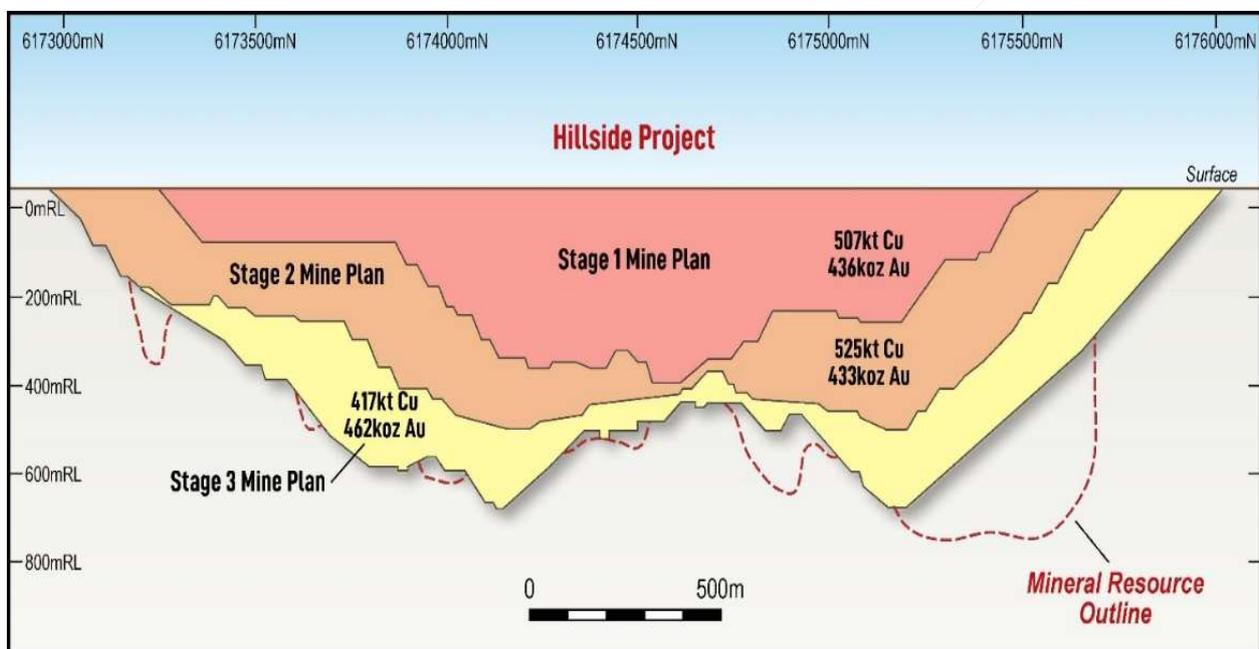 6173000mN 6173500mN 6174000mN 6174500mN 6175000mN 6175500mN 6176000mN
Hillside Project
Surface
0mRL
Stage 1 Mine Plan
507kt Cu
436koz Au
Stage 2 Mine Plan
200mRL
525kt Cu
433koz Au
400mRL
417kt Cu
462koz Au
Stage 3 Mine Plan
600mRL
800mRL
0 500m
Mineral Resource
Outline